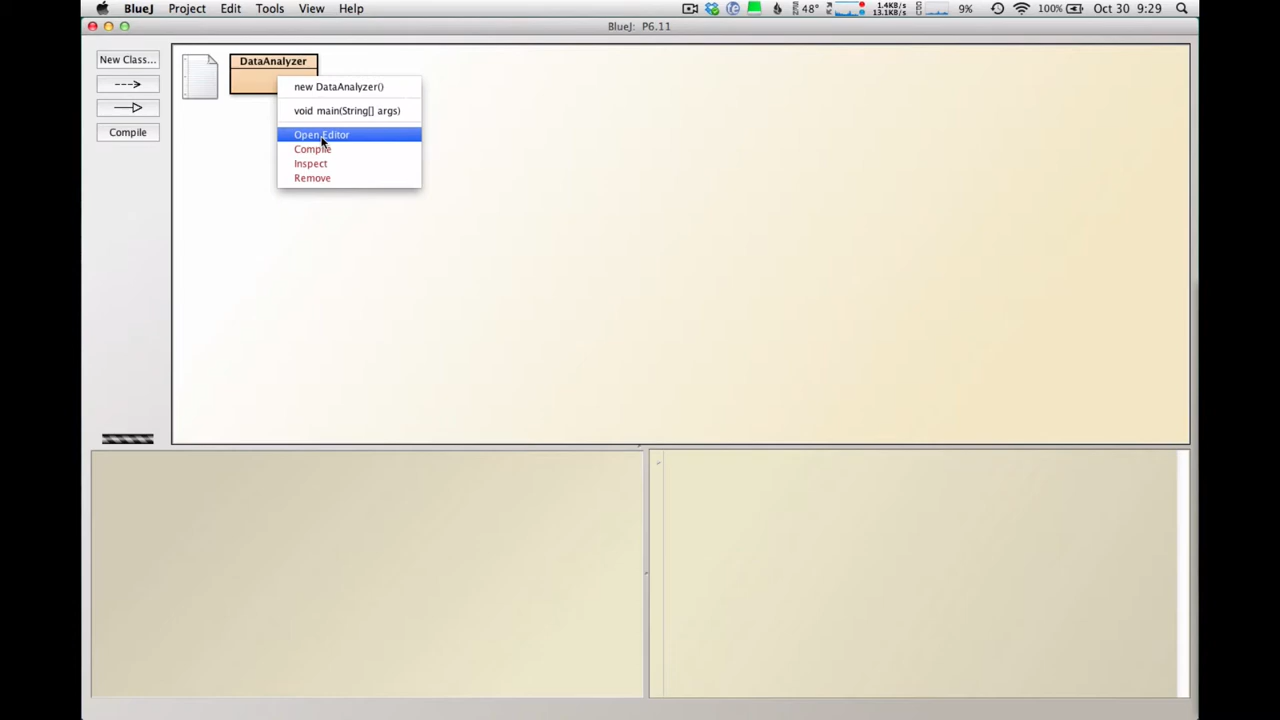 BlueJ Project Edit Tools View Help 48° 1.4KB/s 13.1KB/s 9% 100% Oct 30 9:29
BlueJ: P6.11
New Class...
Compile
DataAnalyzer
new DataAnalyzer()
void main(String[] args)
Open Editor
Compile
Inspect
Remove